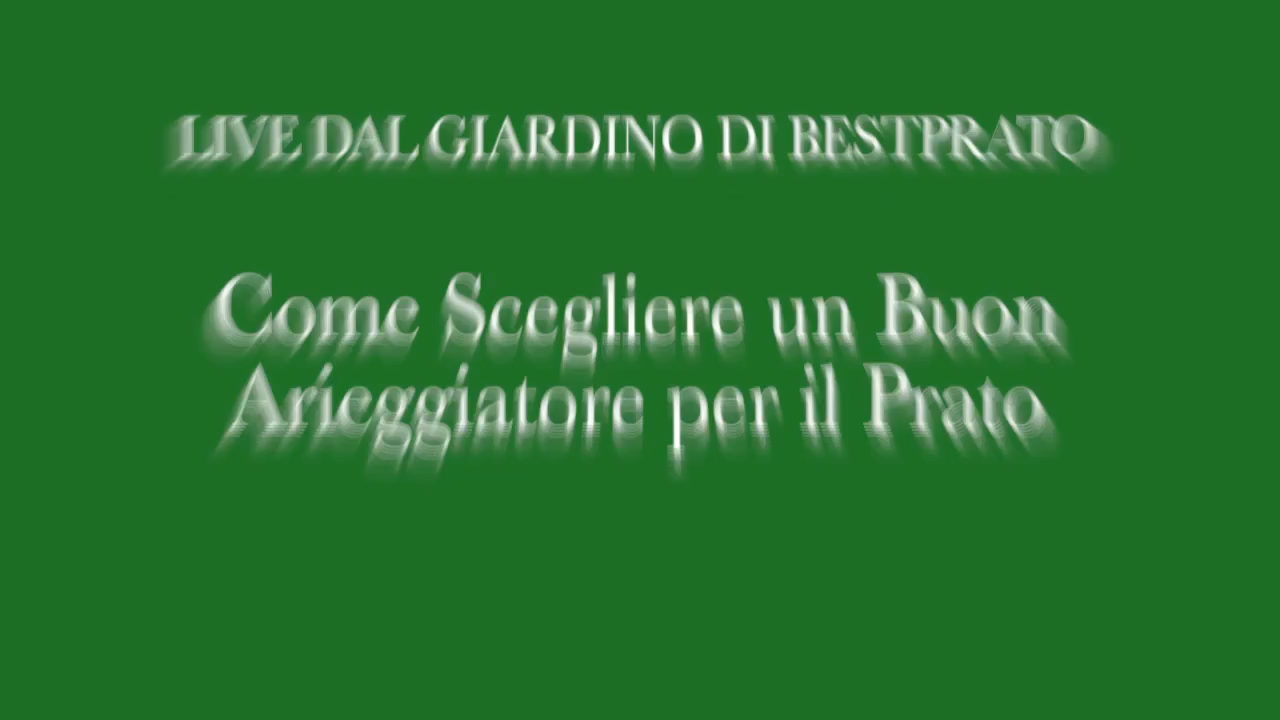 LIVE DAL GIARDINO DI BESTPRATO
Come Scegliere un Buon
Arieggiatore per il Prato